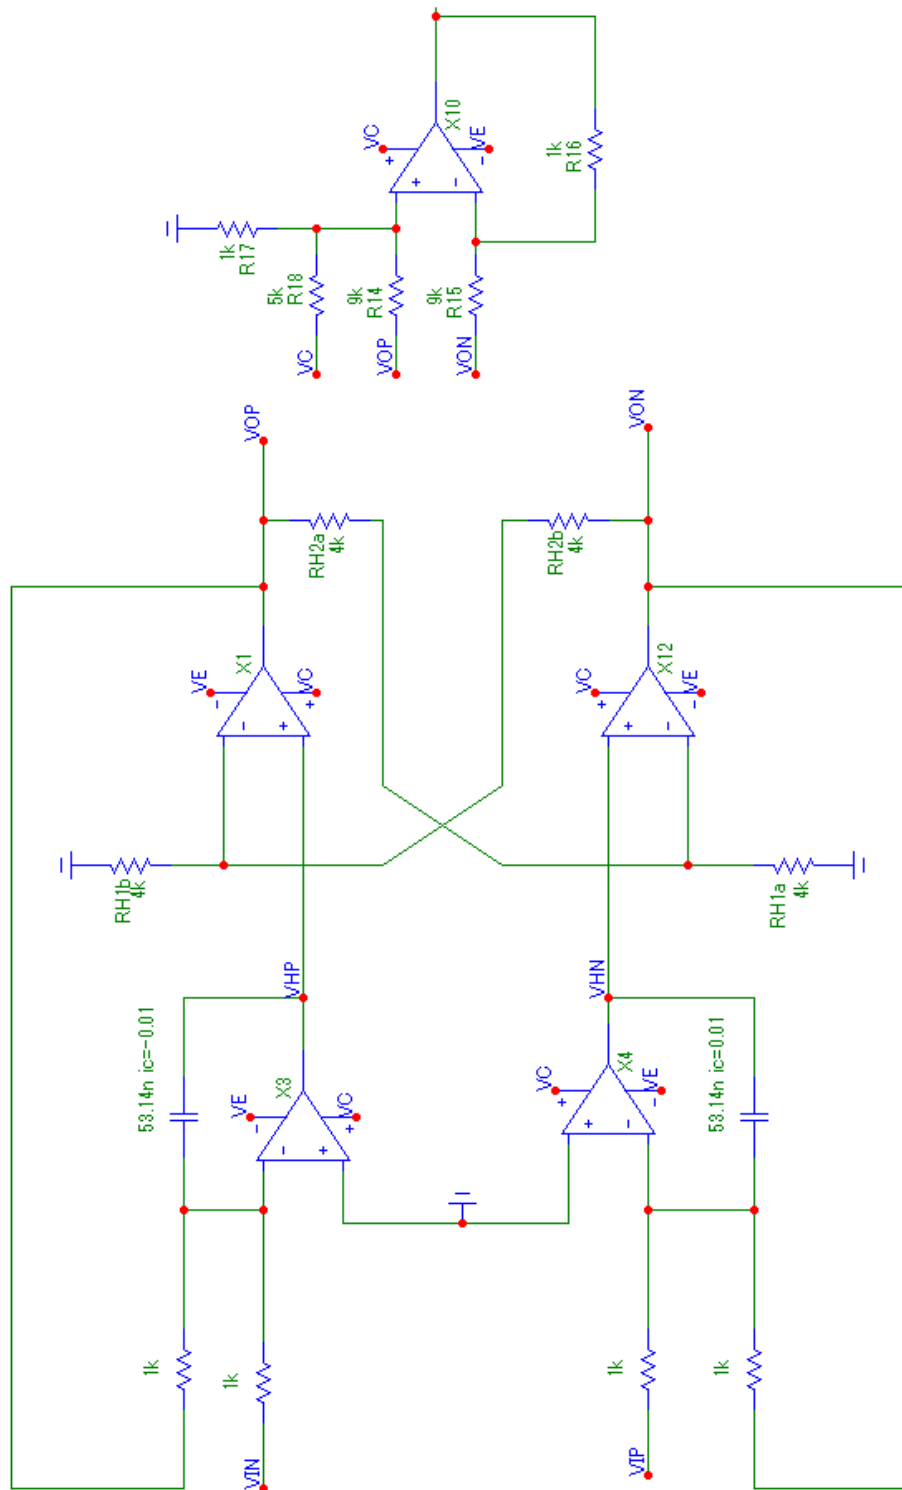 X10
VC
VE
+
-
+
-
1k
R16
1k
R17
5k
R18
9k
R14
9k
R15
VC
VOP
VON
VOP
VON
RH2a
4k
RH2b
4k
X1
VE
-
VC
+
-
+
X12
VC
+
VE
-
+
-
RH1b
4k
RH1a
4k
VHP
VHN
53.14n ic=-0.01
X3
VE
-
VC
+
-
+
X4
VC
+
VE
-
+
-
53.14n ic=0.01
1k
1k
1k
1k
VIN
VIP